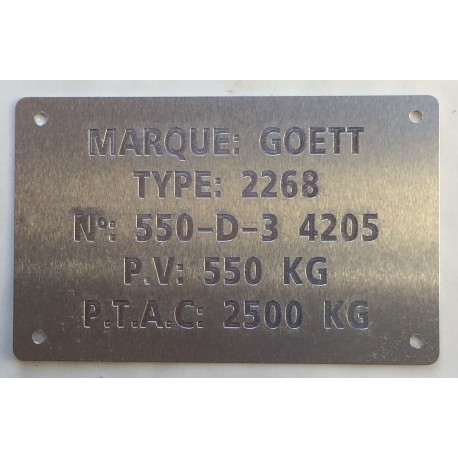 MARQUE: GOETT
TYPE: 2268
N°: 550-D-3 4205
P.V: 550 KG
P.T.A.C: 2500 KG